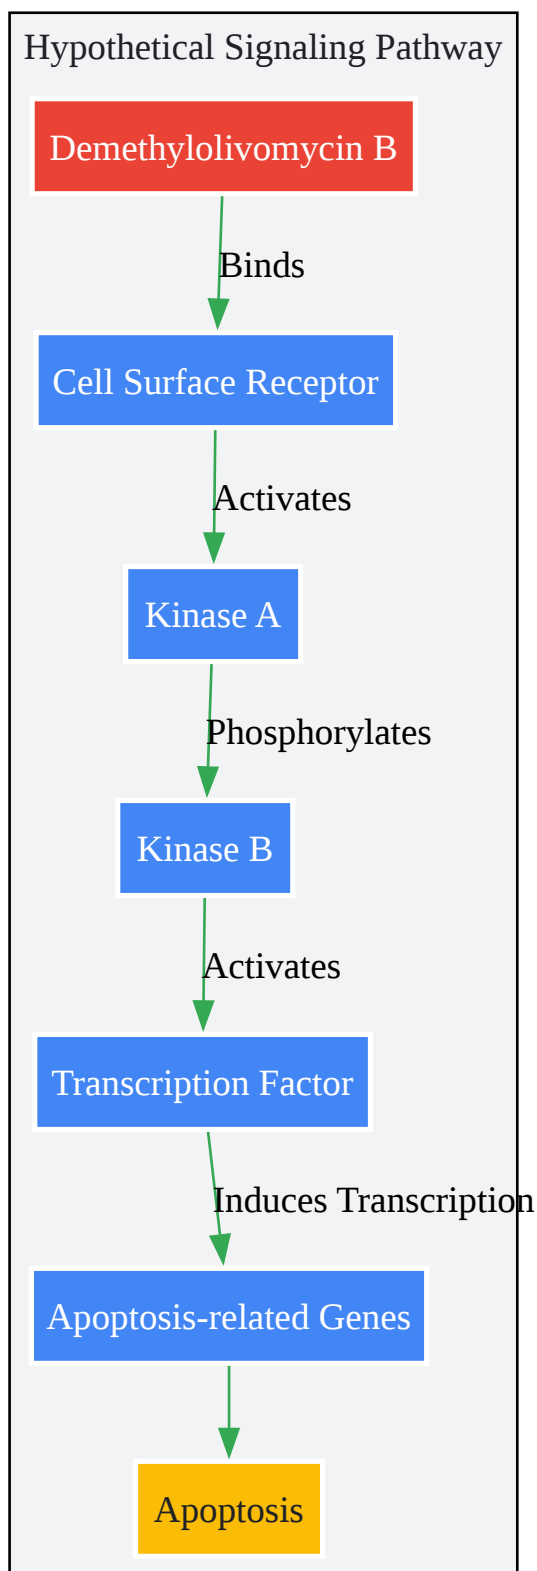 Hypothetical Signaling Pathway
Demethylolivomycin B
Binds
Cell Surface Receptor
Activates
Kinase A
Phosphorylates
Kinase B
Activates
Transcription Factor
Induces Transcription
Apoptosis-related Genes
Apoptosis